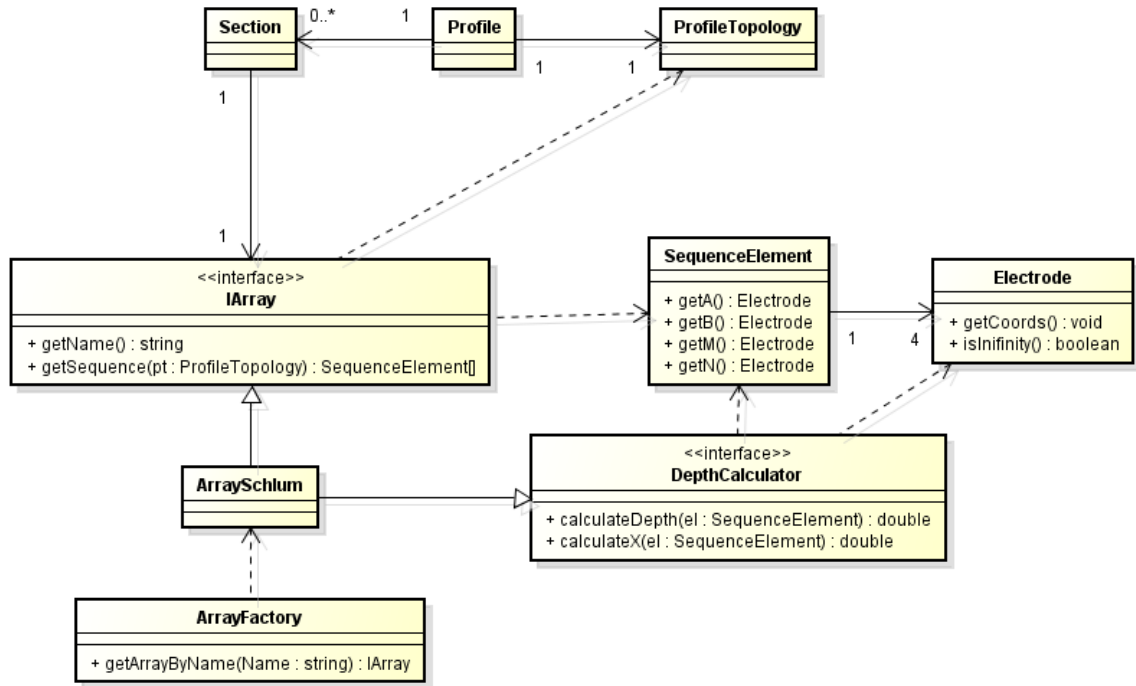 Section
0..*
1
Profile
ProfileTopology
1
1
1
1
<<interface>>
IArray
+ getName() : string
+ getSequence(pt : ProfileTopology) : SequenceElement[]
SequenceElement
+ getA() : Electrode
+ getB() : Electrode
+ getM() : Electrode
+ getN() : Electrode
1
4
Electrode
+ getCoords() : void
+ isInifinity() : boolean
ArraySchlum
<<interface>>
DepthCalculator
+ calculateDepth(el : SequenceElement) : double
+ calculateX(el : SequenceElement) : double
ArrayFactory
+ getArrayByName(Name : string) : IArray